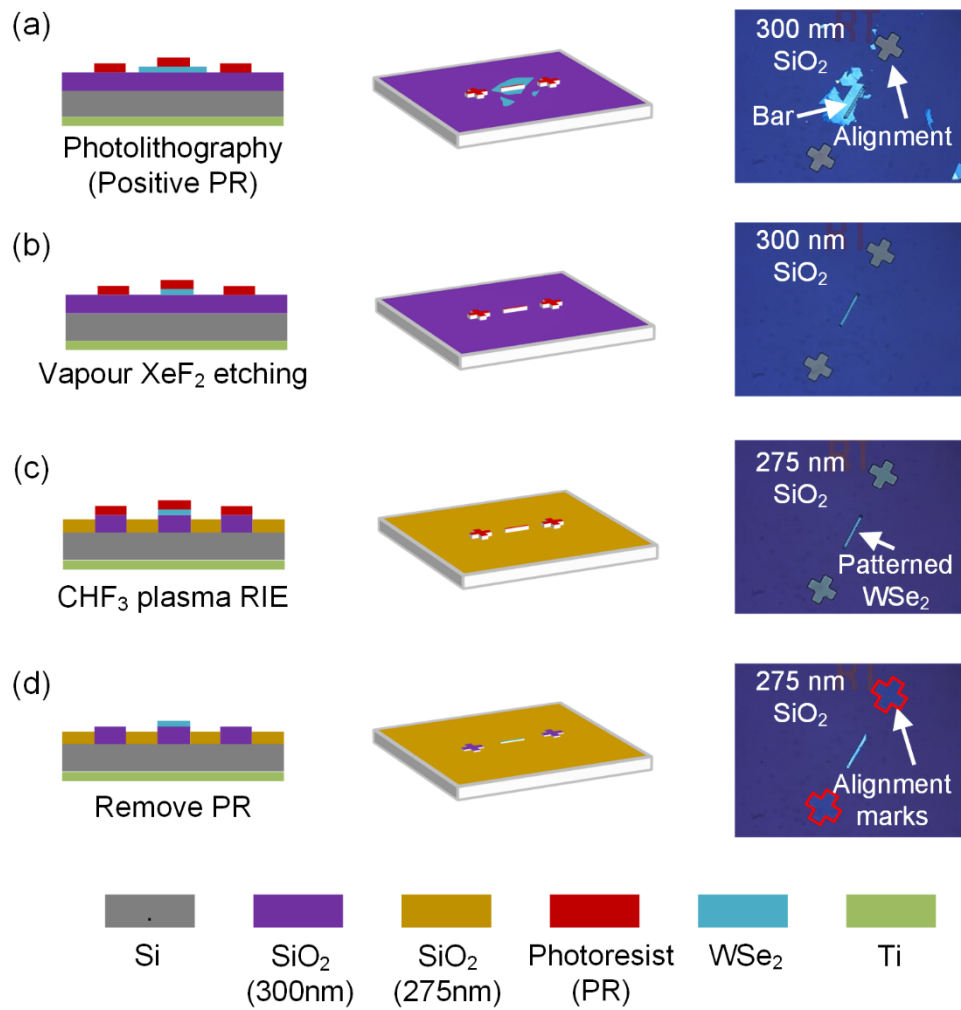 (a)
Photolithography
(Positive PR)
300 nm
SiO₂
Bar
Alignment
(b)
Vapour XeF₂ etching
300 nm
SiO₂
(c)
CHF₃ plasma RIE
275 nm
SiO₂
Patterned
WSe₂
(d)
Remove PR
275 nm
SiO₂
Alignment
marks
Si
SiO₂
(300nm)
SiO₂
(275nm)
Photoresist
(PR)
WSe₂
Ti